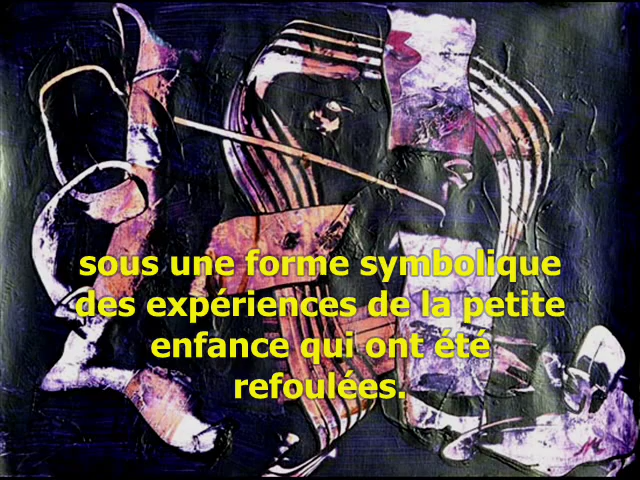 sous une forme symbolique
des expériences de la petite
enfance qui ont été
refoulées.